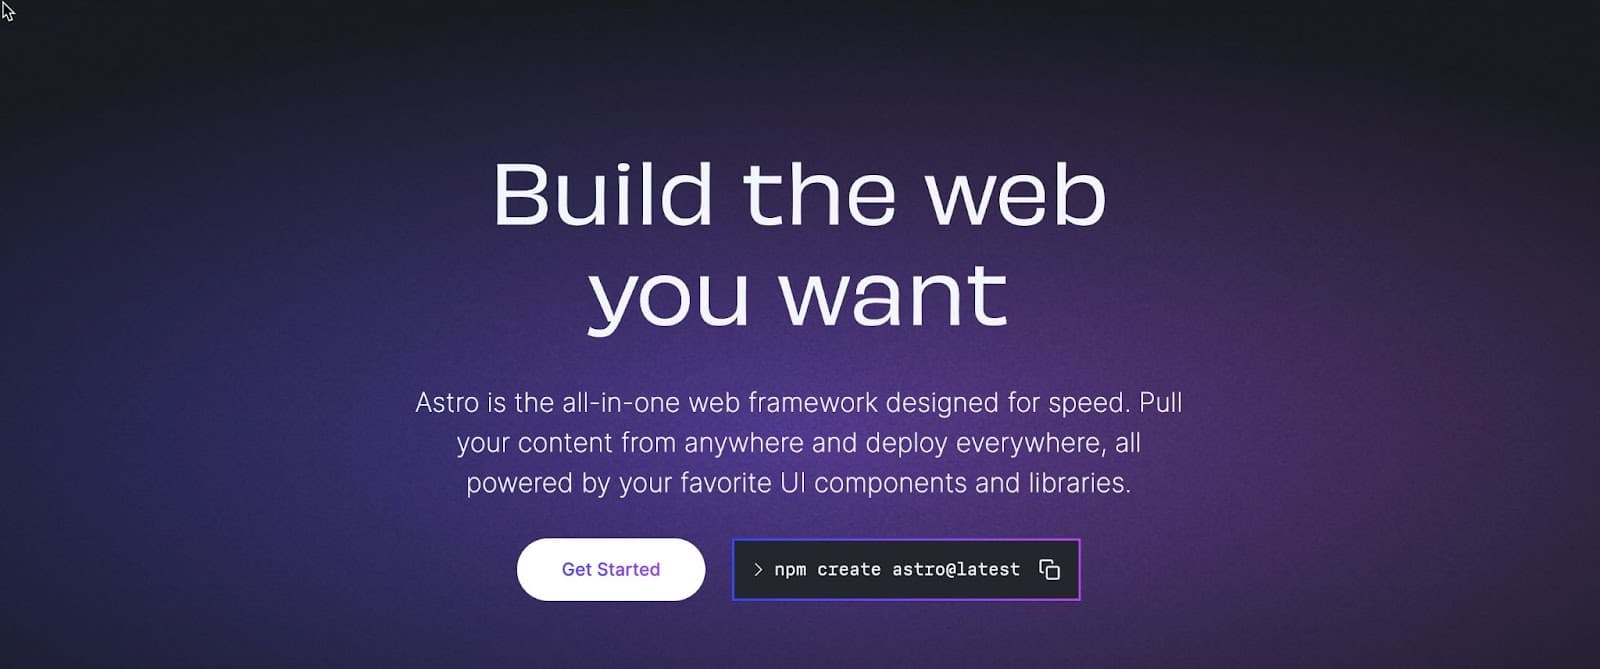 Build the web
you want
Astro is the all-in-one web framework designed for speed. Pull
your content from anywhere and deploy everywhere, all
powered by your favorite UI components and libraries.
Get Started
> npm create astro@latest